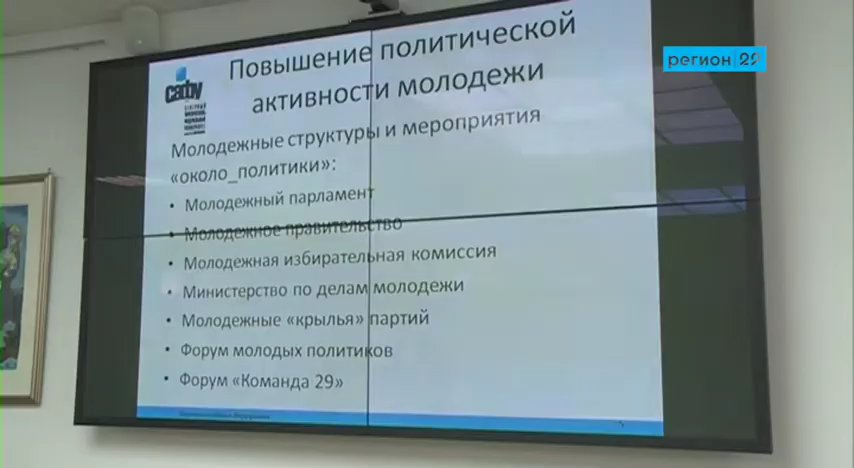 регион 29
сафу
Повышение политической
активности молодежи
Молодежные структуры и мероприятия
«около_политики»:
• Молодежный парламент
• Молодежное правительство
• Молодежная избирательная комиссия
• Министерство по делам молодежи
• Молодежные «крылья» партий
• Форум молодых политиков
• Форум «Команда 29»